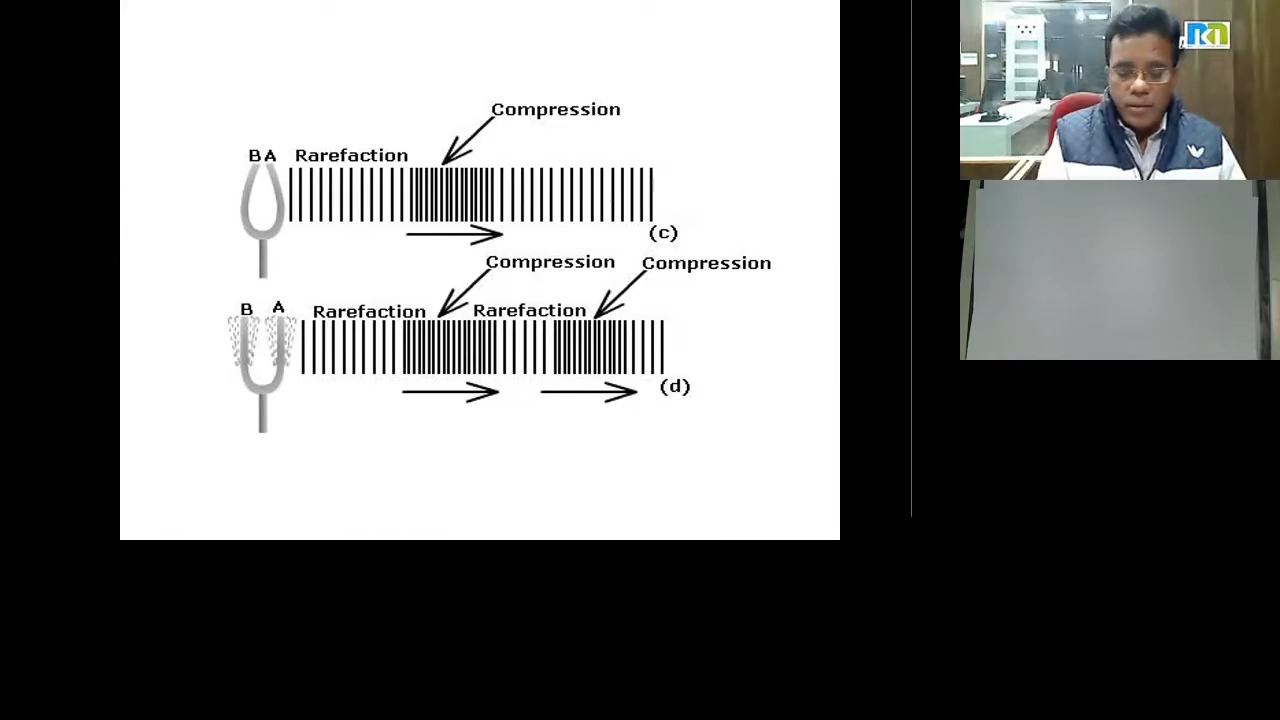 Compression
B A Rarefaction
(c)
Compression Compression
B A Rarefaction Rarefaction
(d)